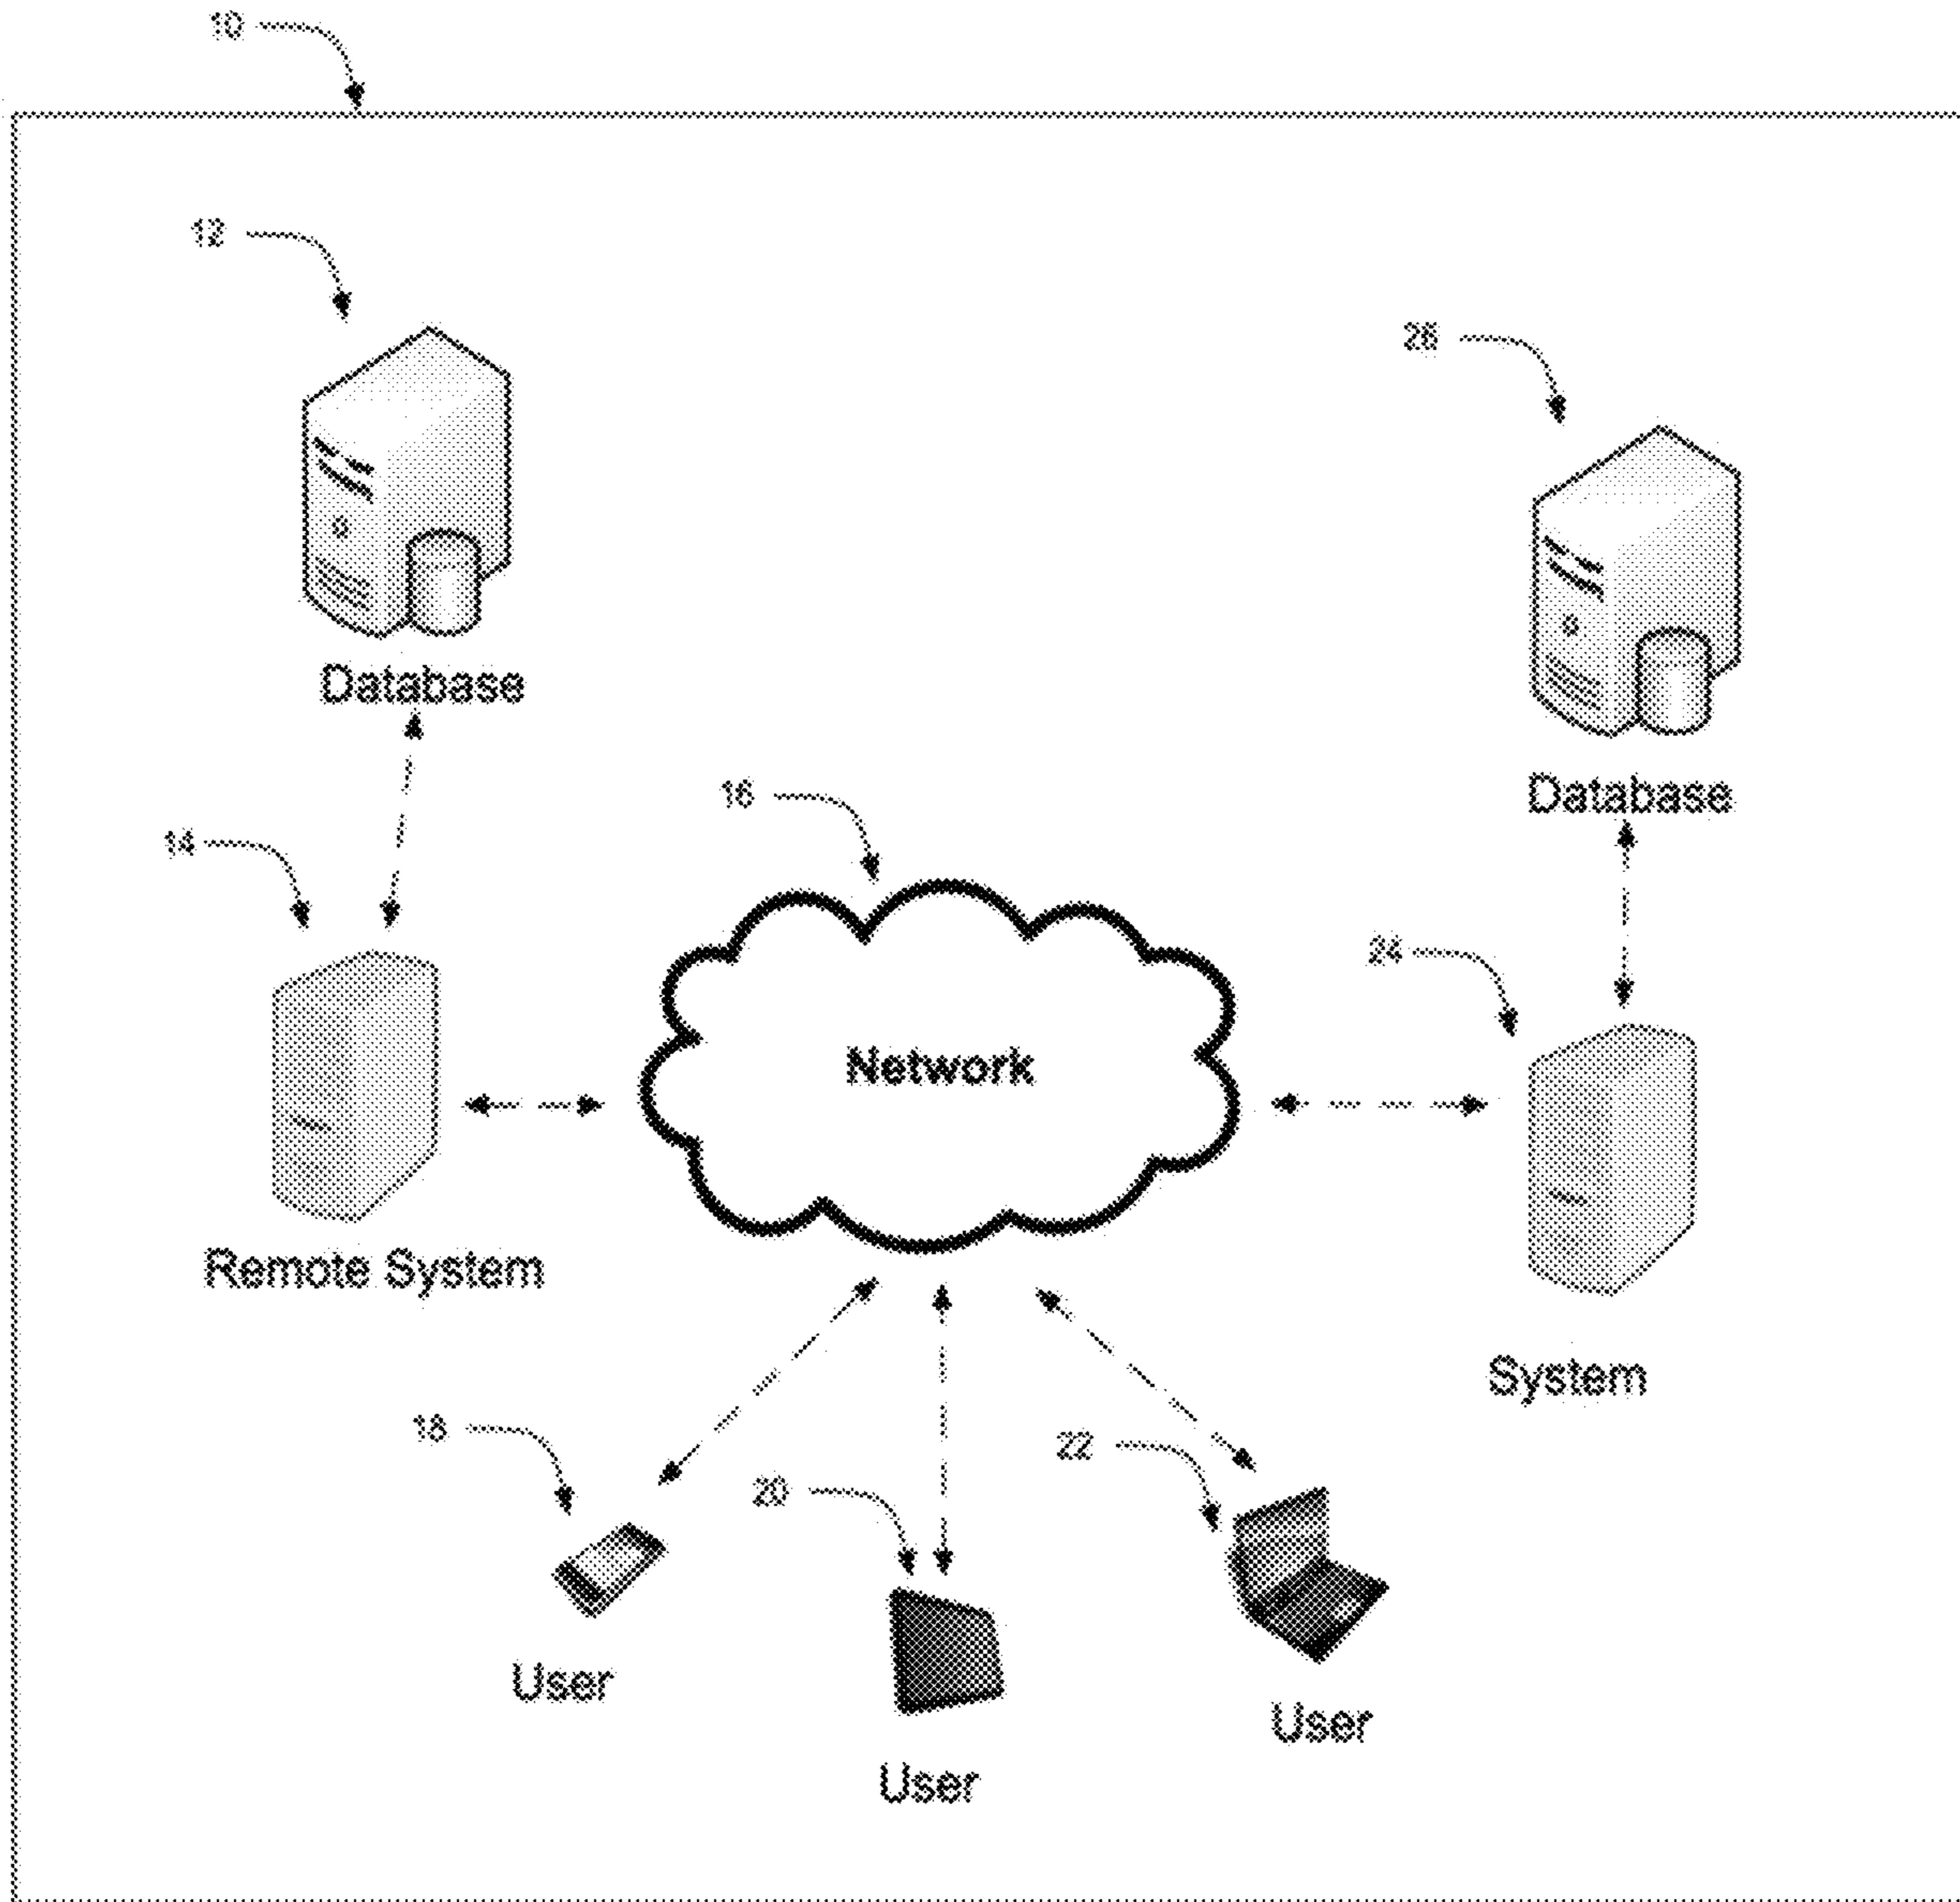 10
12
26
Database
Database
16
14
24
Network
Remote System
System
18
22
20
User
User
User